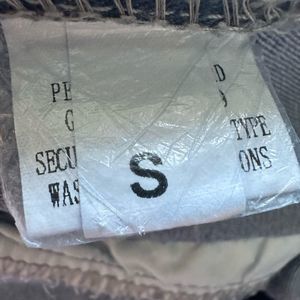 PE D
G
SECU TYPE
WAS ONS
S